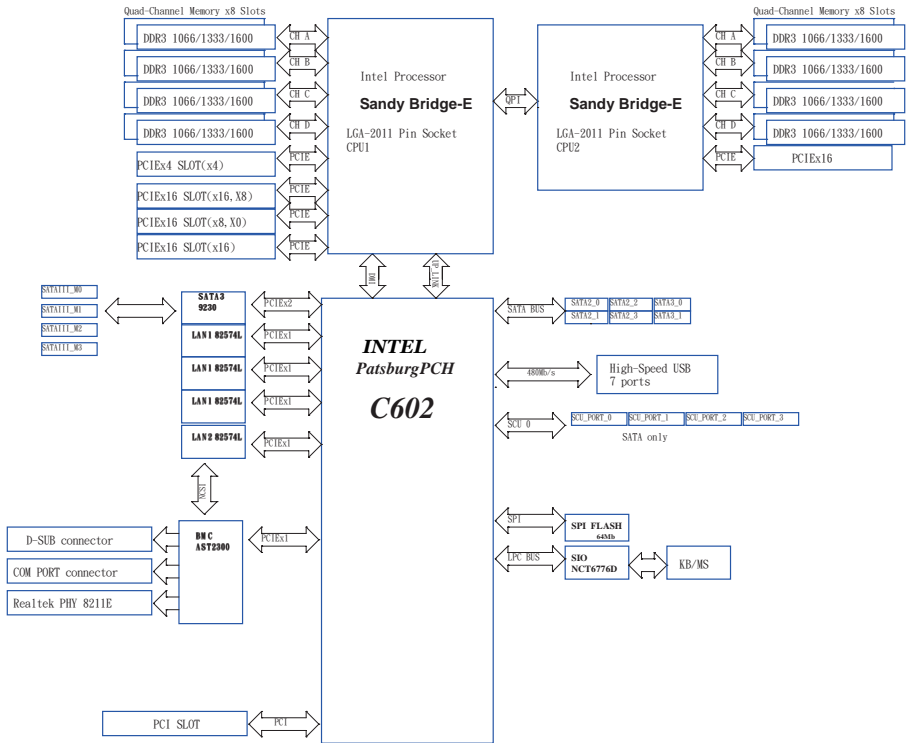 Quad-Channel Memory x8 Slots
DDR3 1066/1333/1600
CH A
DDR3 1066/1333/1600
CH B
DDR3 1066/1333/1600
CH C
DDR3 1066/1333/1600
CH D
PCIEx4 SLOT(x4)
PCIE
PCIEx16 SLOT(x16,X8)
PCIE
PCIEx16 SLOT(x8,X0)
PCIE
PCIEx16 SLOT(x16)
PCIE
Intel Processor
Sandy Bridge-E
LGA-2011 Pin Socket
CPU1
QPI
Intel Processor
Sandy Bridge-E
LGA-2011 Pin Socket
CPU2
Quad-Channel Memory x8 Slots
CH A
DDR3 1066/1333/1600
CH B
DDR3 1066/1333/1600
CH C
DDR3 1066/1333/1600
CH D
DDR3 1066/1333/1600
PCIE
PCIEx16
DMI
UP LINK
SATAIII_M0
SATAIII_M1
SATAIII_M2
SATAIII_M3
SATA3
9230
PCIEx2
LAN1 82574L
PCIEx1
LAN1 82574L
PCIEx1
LAN1 82574L
PCIEx1
LAN2 82574L
PCIEx1
NCSI
BMC
AST2300
PCIEx1
D-SUB connector
COM PORT connector
Realtek PHY 8211E
PCI SLOT
PCI
INTEL
PatsburgPCH
C602
SATA BUS
SATA2_0 SATA2_2 SATA3_0
SATA2_1 SATA2_3 SATA3_1
480Mb/s
High-Speed USB
7 ports
SCU 0
SCU_PORT_0 SCU_PORT_1 SCU_PORT_2 SCU_PORT_3
SATA only
SPI
SPI FLASH
64Mb
LPC BUS
SIO
NCT6776D
KB/MS